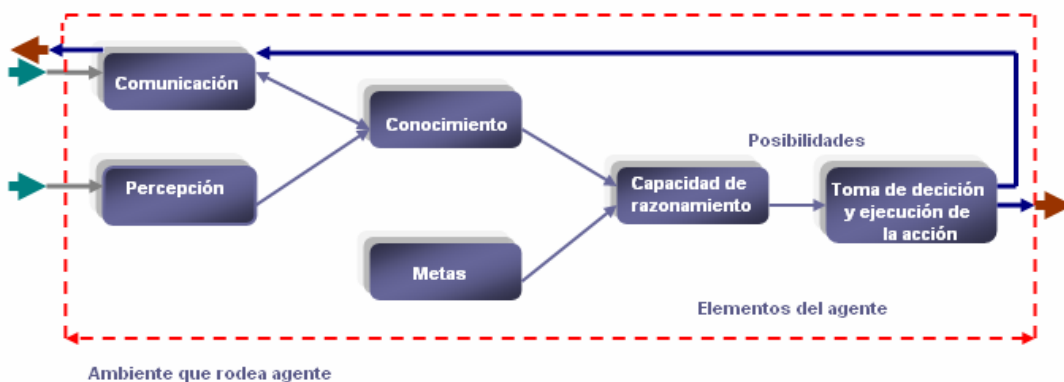 Comunicación
Conocimiento
Posibilidades
Percepción
Capacidad de
razonamiento
Toma de decición
y ejecución de
la acción
Metas
Elementos del agente
Ambiente que rodea agente